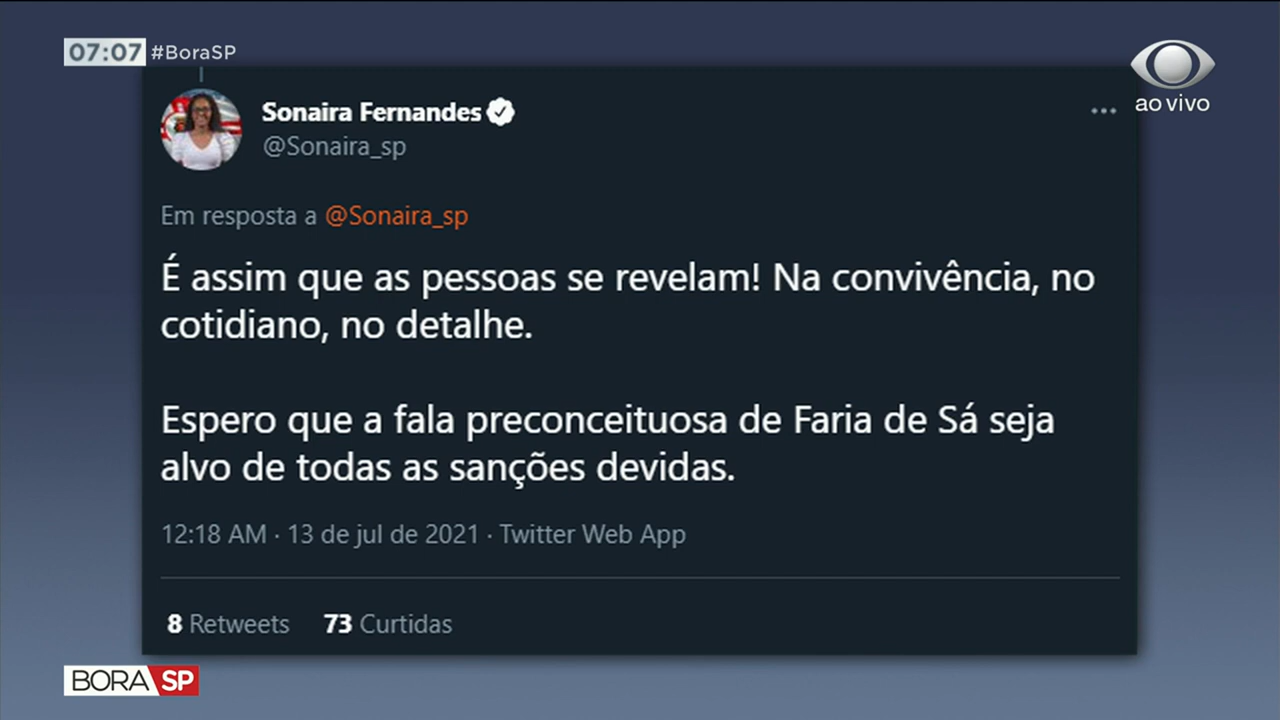 07:07 #BoraSP
ao vivo
Sonaira Fernandes
@Sonaira_sp
Em resposta a @Sonaira_sp
É assim que as pessoas se revelam! Na convivência, no
cotidiano, no detalhe.
Espero que a fala preconceituosa de Faria de Sá seja
alvo de todas as sanções devidas.
12:18 AM · 13 de jul de 2021 · Twitter Web App
8 Retweets 73 Curtidas
BORA SP